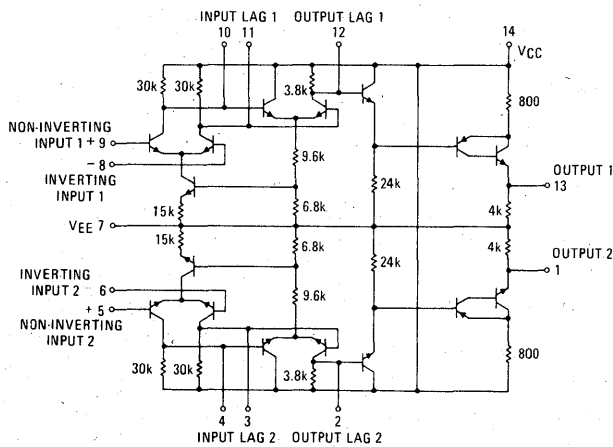 INPUT LAG 1 OUTPUT LAG 1
10 11 12 14
VCC
30k 30k 3.8k 800
NON-INVERTING
INPUT 1 + 9
− 8
INVERTING
INPUT 1
9.6k
24k
OUTPUT 1
13
15k 6.8k 4k
VEE 7
15k 6.8k 4k
24k
OUTPUT 2
1
INVERTING
INPUT 2 − 6
+ 5
NON-INVERTING
INPUT 2
9.6k
30k 30k 3.8k 800
4 3 2
INPUT LAG 2 OUTPUT LAG 2